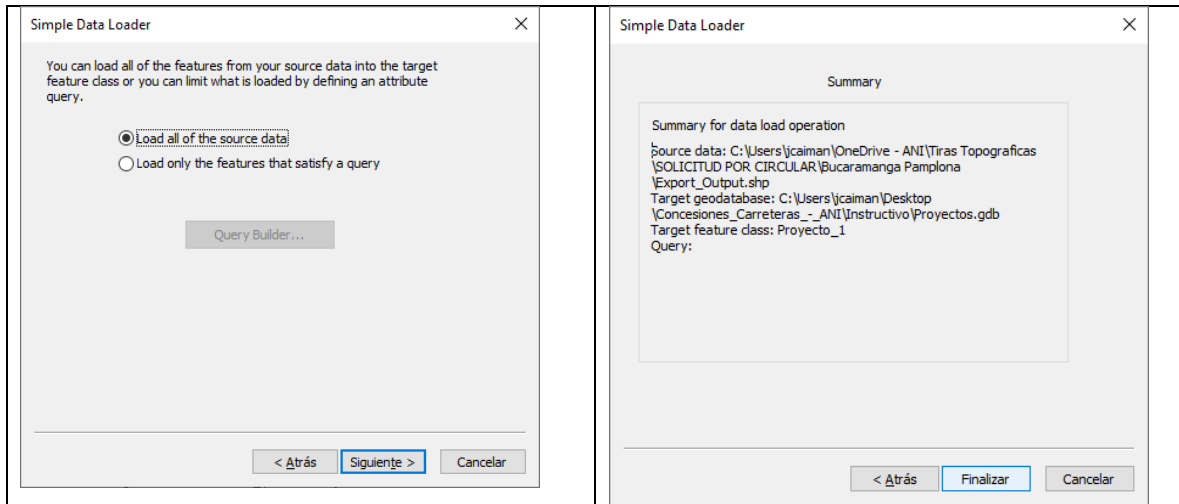 Simple Data Loader
You can load all of the features from your source data into the target
feature class or you can limit what is loaded by defining an attribute
query.
Load all of the source data
Load only the features that satisfy a query
Query Builder...
< Atrás
Siguiente >
Cancelar
Simple Data Loader
Summary
Summary for data load operation
Source data: C:\Users\jcaiman\OneDrive - ANI\Tiras Topograficas
\SOLICITUD POR CIRCULAR\Bucaramanga Pamplona
\Export_Output.shp
Target geodatabase: C:\Users\jcaiman\Desktop
\Concesiones_Carreteras_-_ANI\Instructivo\Proyectos.gdb
Target feature class: Proyecto_1
Query:
< Atrás
Finalizar
Cancelar